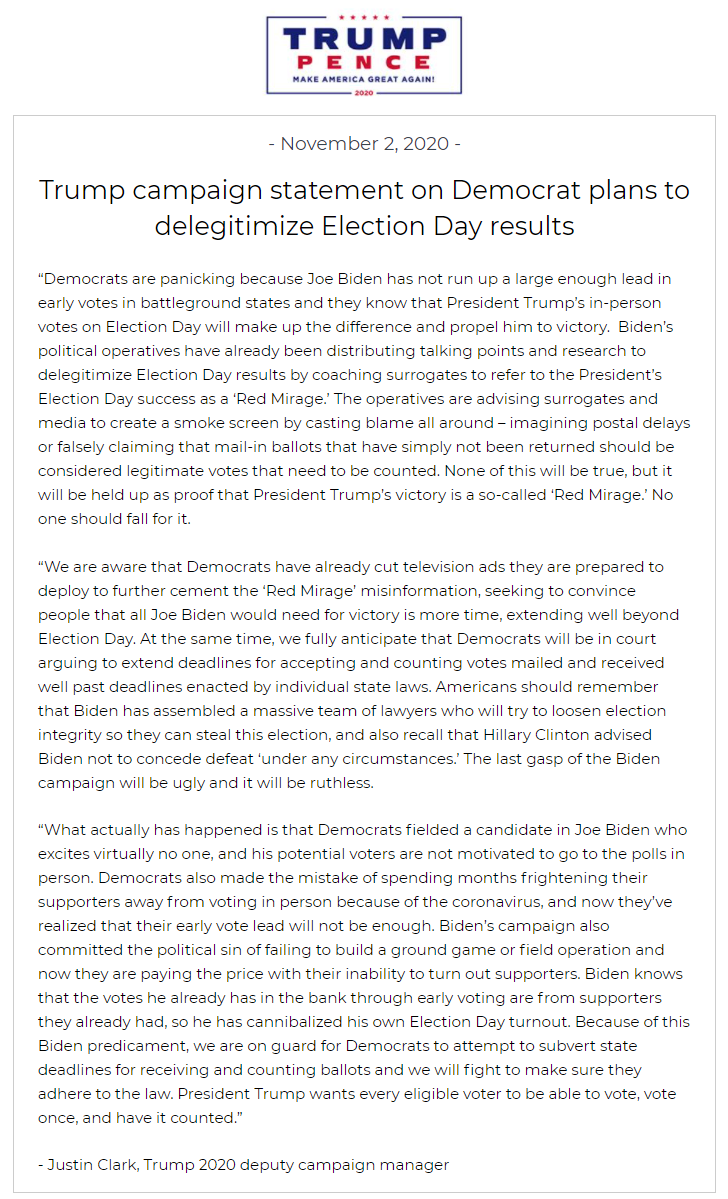 TRUMP
PENCE
MAKE AMERICA GREAT AGAIN!
2020
- November 2, 2020 -
Trump campaign statement on Democrat plans to
delegitimize Election Day results
“Democrats are panicking because Joe Biden has not run up a large enough lead in
early votes in battleground states and they know that President Trump’s in-person
votes on Election Day will make up the difference and propel him to victory.  Biden’s
political operatives have already been distributing talking points and research to
delegitimize Election Day results by coaching surrogates to refer to the President’s
Election Day success as a ‘Red Mirage.’ The operatives are advising surrogates and
media to create a smoke screen by casting blame all around – imagining postal delays
or falsely claiming that mail-in ballots that have simply not been returned should be
considered legitimate votes that need to be counted. None of this will be true, but it
will be held up as proof that President Trump’s victory is a so-called ‘Red Mirage.’ No
one should fall for it.
“We are aware that Democrats have already cut television ads they are prepared to
deploy to further cement the ‘Red Mirage’ misinformation, seeking to convince
people that all Joe Biden would need for victory is more time, extending well beyond
Election Day. At the same time, we fully anticipate that Democrats will be in court
arguing to extend deadlines for accepting and counting votes mailed and received
well past deadlines enacted by individual state laws. Americans should remember
that Biden has assembled a massive team of lawyers who will try to loosen election
integrity so they can steal this election, and also recall that Hillary Clinton advised
Biden not to concede defeat ‘under any circumstances.’ The last gasp of the Biden
campaign will be ugly and it will be ruthless.
“What actually has happened is that Democrats fielded a candidate in Joe Biden who
excites virtually no one, and his potential voters are not motivated to go to the polls in
person. Democrats also made the mistake of spending months frightening their
supporters away from voting in person because of the coronavirus, and now they’ve
realized that their early vote lead will not be enough. Biden’s campaign also
committed the political sin of failing to build a ground game or field operation and
now they are paying the price with their inability to turn out supporters. Biden knows
that the votes he already has in the bank through early voting are from supporters
they already had, so he has cannibalized his own Election Day turnout. Because of this
Biden predicament, we are on guard for Democrats to attempt to subvert state
deadlines for receiving and counting ballots and we will fight to make sure they
adhere to the law. President Trump wants every eligible voter to be able to vote, vote
once, and have it counted.”
- Justin Clark, Trump 2020 deputy campaign manager